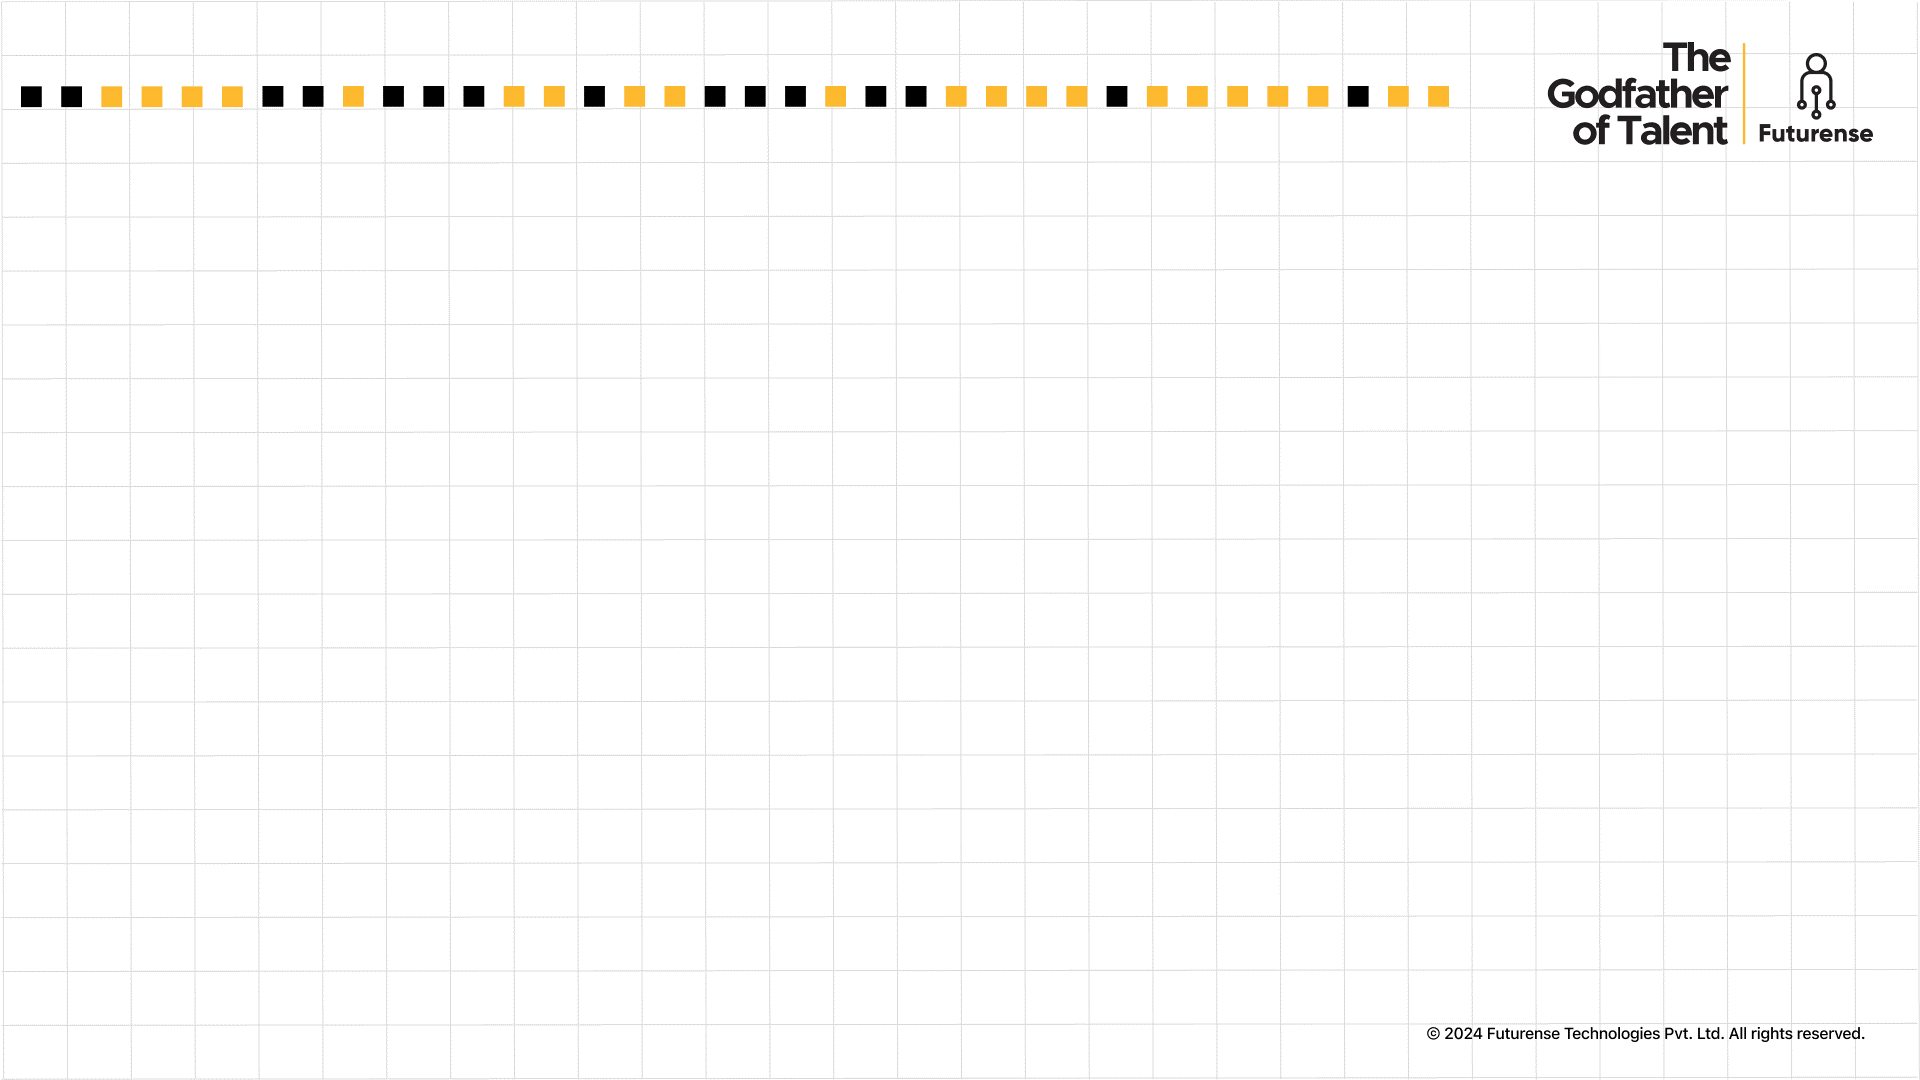 The
Godfather
of Talent
Futurense
© 2024 Futurense Technologies Pvt. Ltd. All rights reserved.